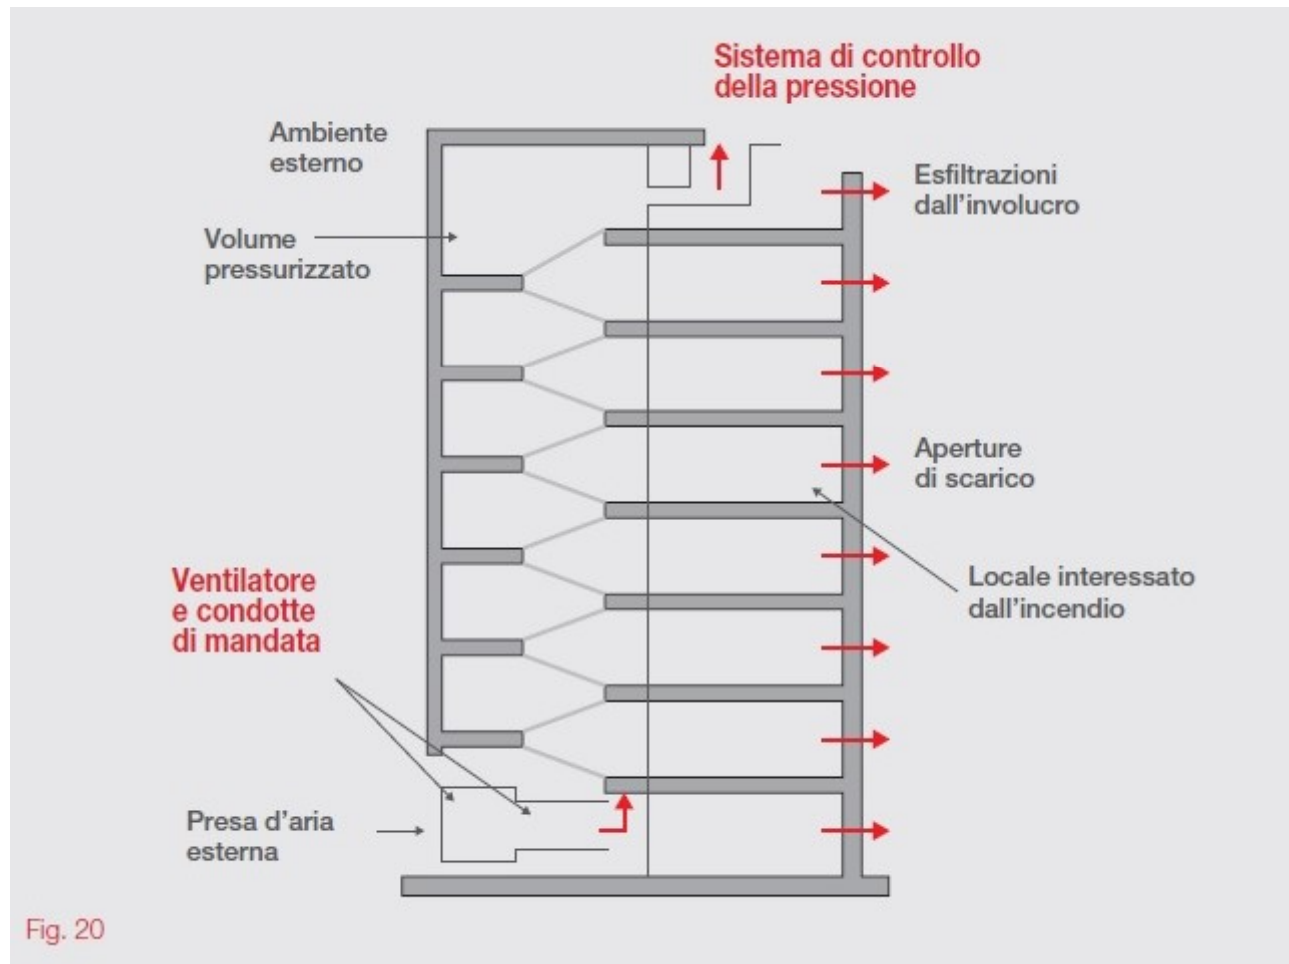 Sistema di controllo
della pressione
Ambiente
esterno
Esfiltrazioni
dall'involucro
Volume
pressurizzato
Aperture
di scarico
Locale interessato
dall'incendio
Ventilatore
e condotte
di mandata
Presa d'aria
esterna
Fig. 20